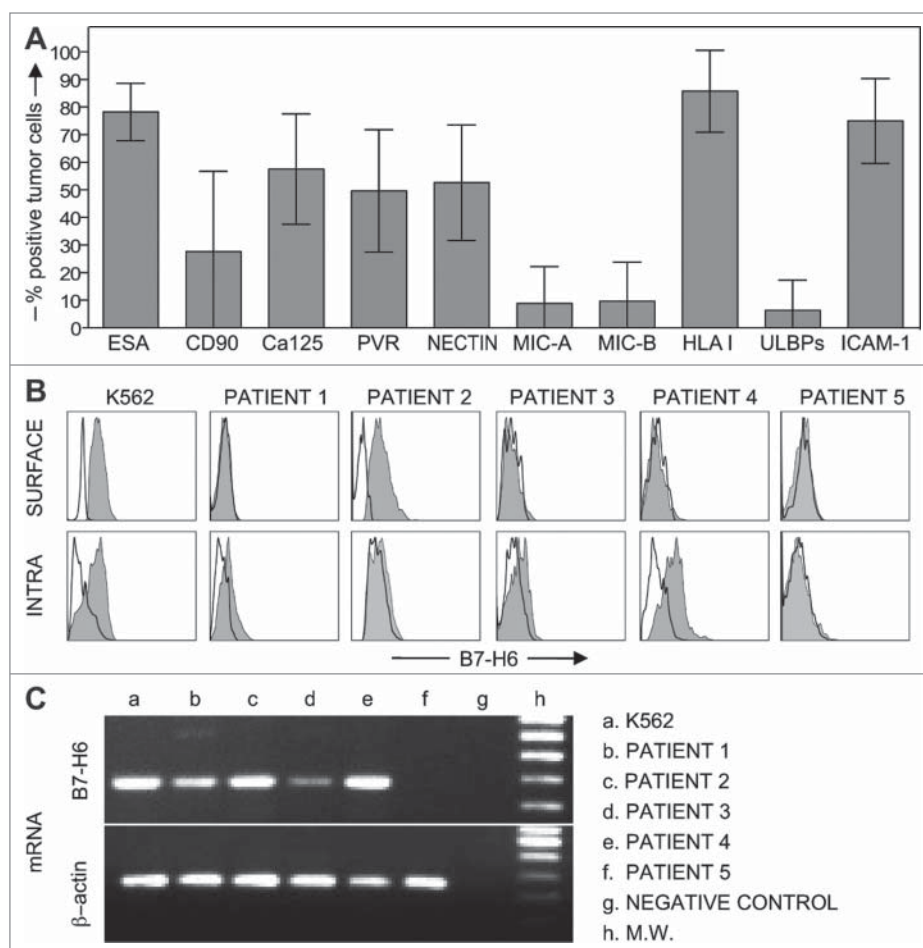 A
— % positive tumor cells →
100
90
80
70
60
50
40
30
20
10
0
ESA CD90 Ca125 PVR NECTIN MIC-A MIC-B HLA I ULBPs ICAM-1
B
K562 PATIENT 1 PATIENT 2 PATIENT 3 PATIENT 4 PATIENT 5
SURFACE
INTRA
B7-H6
C
a b c d e f g h
mRNA
B7-H6
β-actin
a. K562
b. PATIENT 1
c. PATIENT 2
d. PATIENT 3
e. PATIENT 4
f. PATIENT 5
g. NEGATIVE CONTROL
h. M.W.